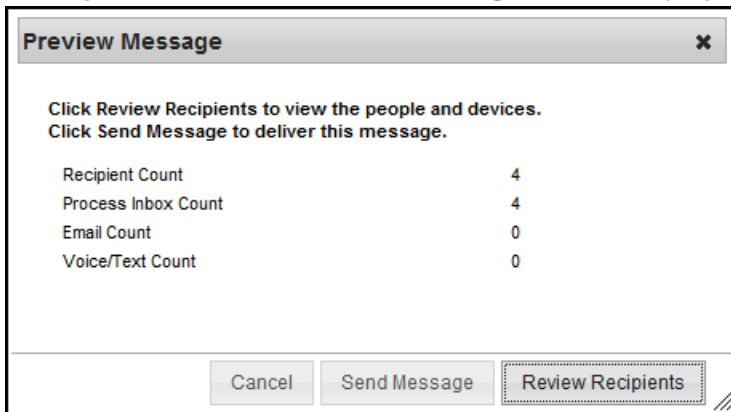 Preview Message
Click Review Recipients to view the people and devices.
Click Send Message to deliver this message.
Recipient Count 4
Process Inbox Count 4
Email Count 0
Voice/Text Count 0
Cancel Send Message Review Recipients